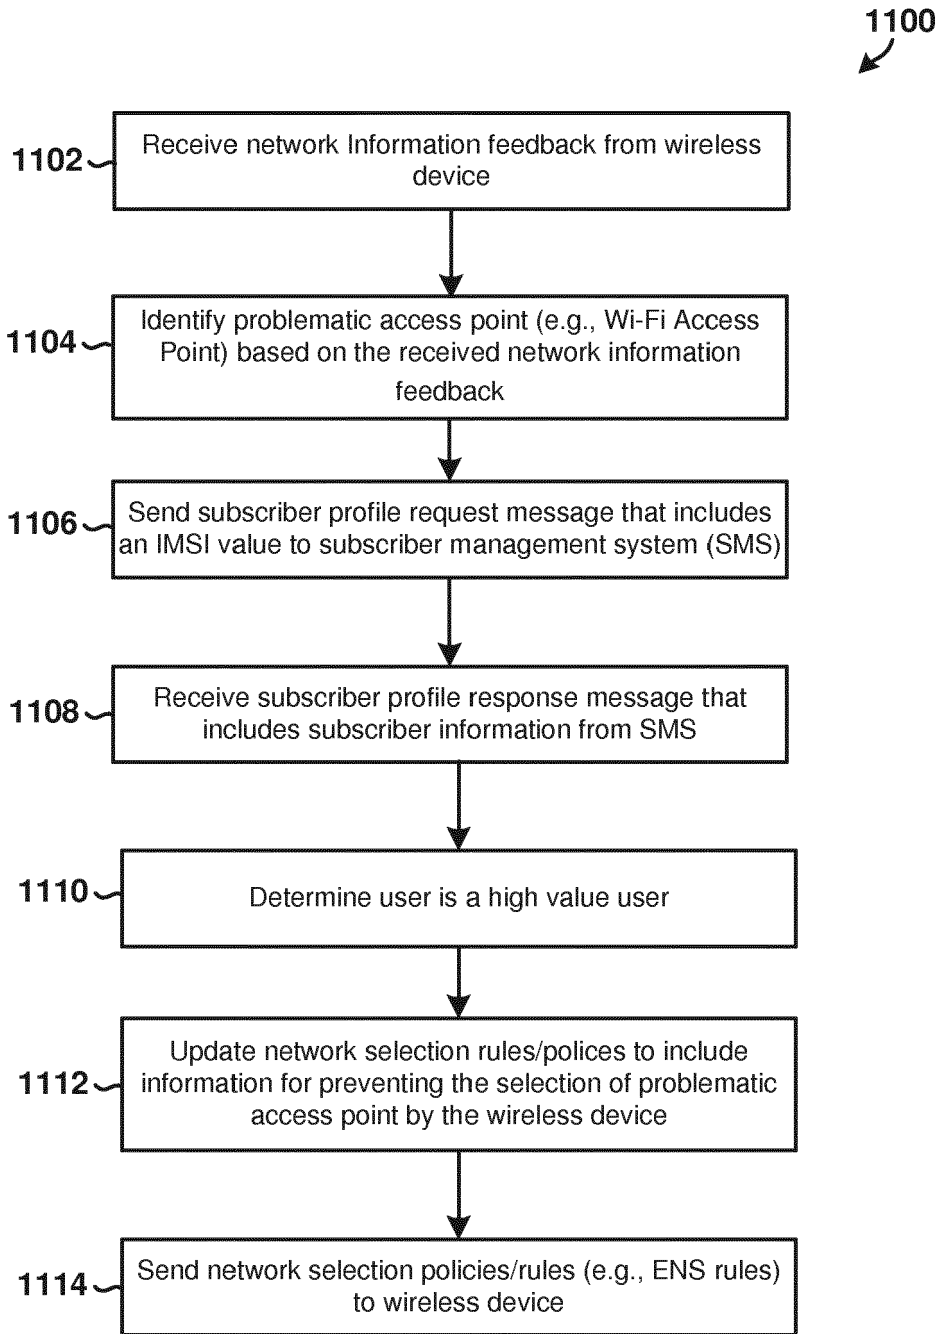 1100
1102
Receive network Information feedback from wireless
device
1104
Identify problematic access point (e.g., Wi-Fi Access
Point) based on the received network information
feedback
1106
Send subscriber profile request message that includes
an IMSI value to subscriber management system (SMS)
1108
Receive subscriber profile response message that
includes subscriber information from SMS
1110
Determine user is a high value user
1112
Update network selection rules/polices to include
information for preventing the selection of problematic
access point by the wireless device
1114
Send network selection policies/rules (e.g., ENS rules)
to wireless device